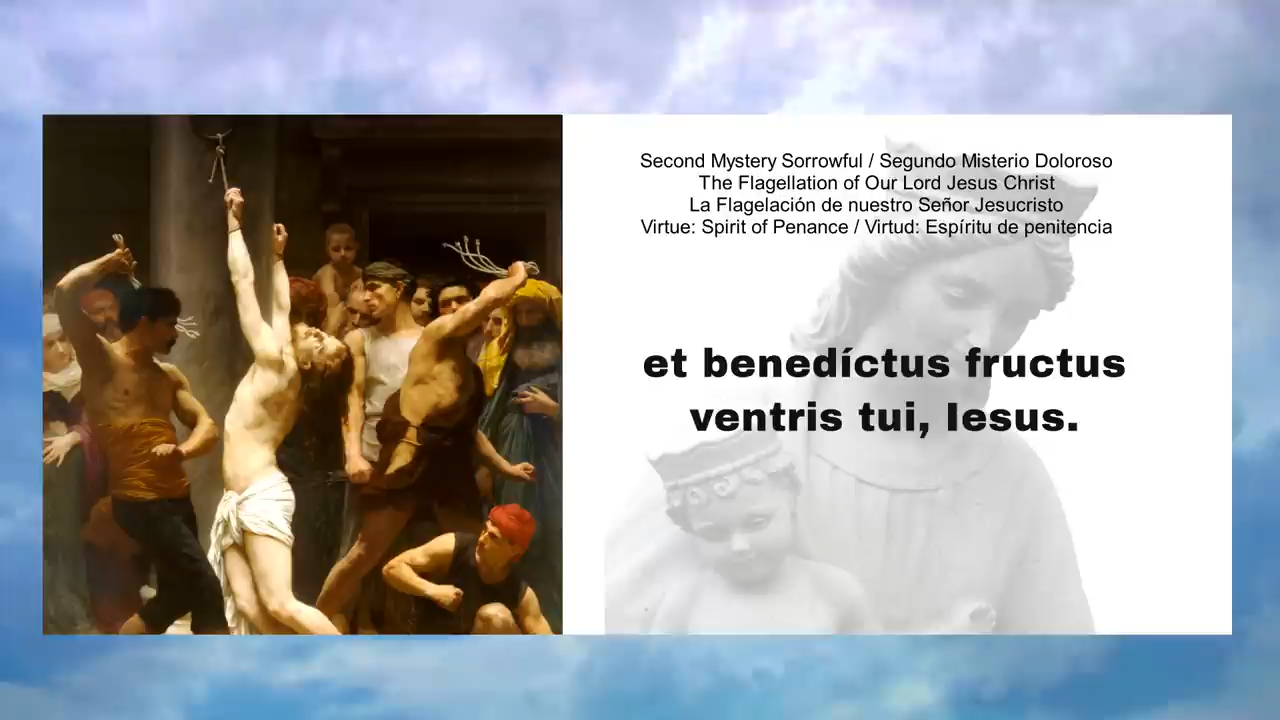 Second Mystery Sorrowful / Segundo Misterio Doloroso
The Flagellation of Our Lord Jesus Christ
La Flagelación de nuestro Señor Jesucristo
Virtue: Spirit of Penance / Virtud: Espíritu de penitencia
et benedíctus fructus
ventris tui, Iesus.